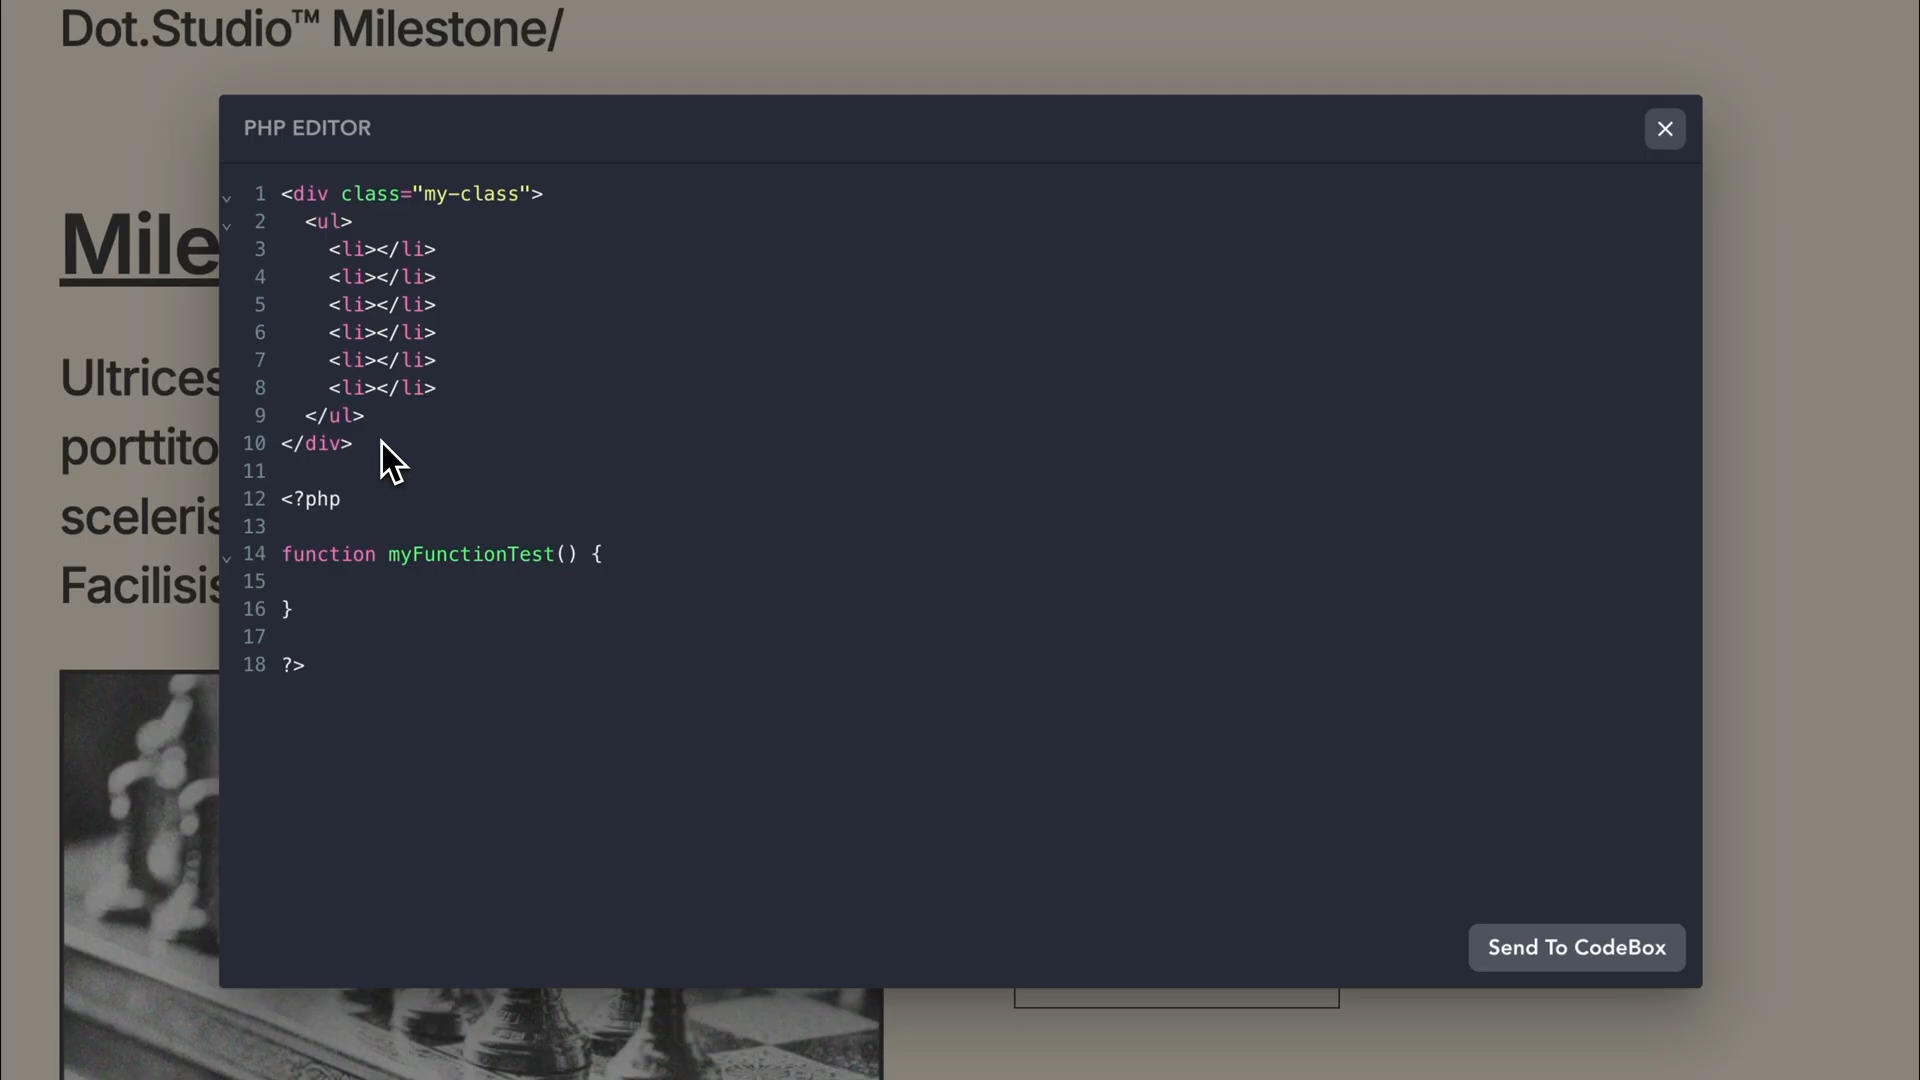 Dot.Studio™ Milestone/
PHP EDITOR
Mile
Ultrices
porttito
sceleris
Facilisis
1 <div class="my-class">
2   <ul>
3     <li></li>
4     <li></li>
5     <li></li>
6     <li></li>
7     <li></li>
8     <li></li>
9   </ul>
10 </div>
11
12 <?php
13
14 function myFunctionTest() {
15
16 }
17
18 ?>
Send To CodeBox